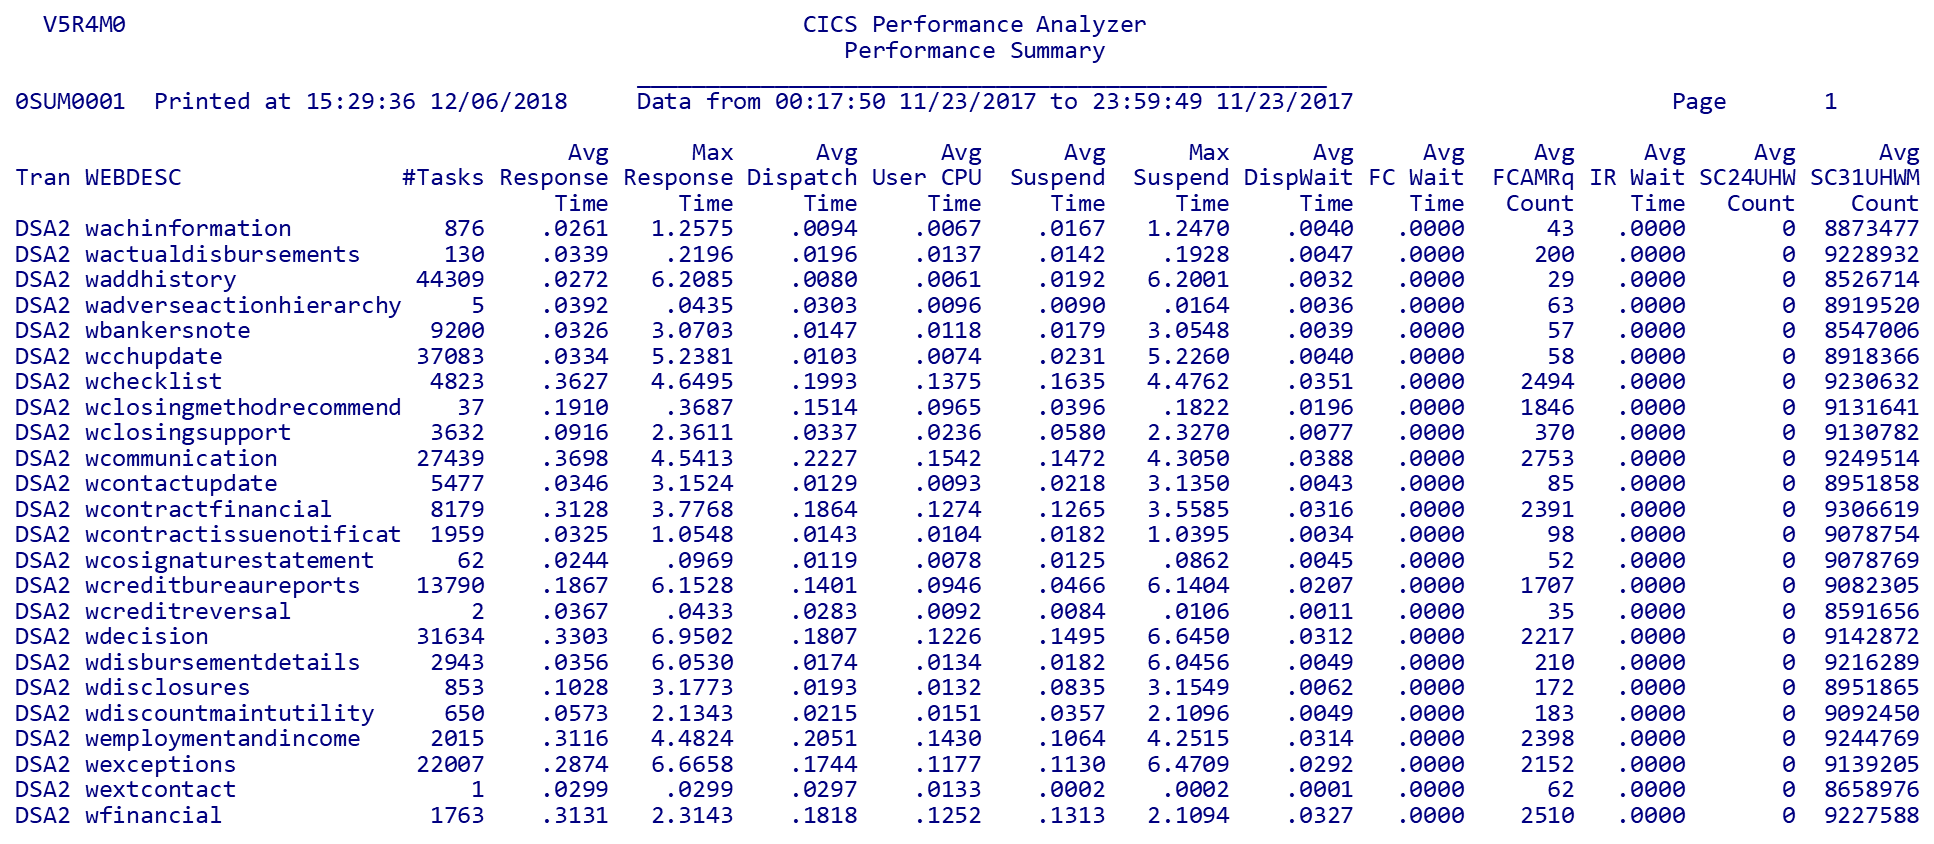 V5R4M0 CICS Performance Analyzer
Performance Summary
0SUM0001 Printed at 15:29:36 12/06/2018 Data from 00:17:50 11/23/2017 to 23:59:49 11/23/2017 Page 1
Avg Max Avg Avg Avg Max Avg Avg Avg Avg Avg Avg
Tran WEBDESC #Tasks Response Response Dispatch User CPU Suspend Suspend DispWait FC Wait FCAMRq IR Wait SC24UHW SC31UHWM
Time Time Time Time Time Time Time Time Count Time Count Count
DSA2 wachinformation 876 .0261 1.2575 .0094 .0067 .0167 1.2470 .0040 .0000 43 .0000 0 8873477
DSA2 wactualdisbursements 130 .0339 .2196 .0196 .0137 .0142 .1928 .0047 .0000 200 .0000 0 9228932
DSA2 waddhistory 44309 .0272 6.2085 .0080 .0061 .0192 6.2001 .0032 .0000 29 .0000 0 8526714
DSA2 wadverseactionhierarchy 5 .0392 .0435 .0303 .0096 .0090 .0164 .0036 .0000 63 .0000 0 8919520
DSA2 wbankersnote 9200 .0326 3.0703 .0147 .0118 .0179 3.0548 .0039 .0000 57 .0000 0 8547006
DSA2 wcchupdate 37083 .0334 5.2381 .0103 .0074 .0231 5.2260 .0040 .0000 58 .0000 0 8918366
DSA2 wchecklist 4823 .3627 4.6495 .1993 .1375 .1635 4.4762 .0351 .0000 2494 .0000 0 9230632
DSA2 wclosingmethodrecommend 37 .1910 .3687 .1514 .0965 .0396 .1822 .0196 .0000 1846 .0000 0 9131641
DSA2 wclosingsupport 3632 .0916 2.3611 .0337 .0236 .0580 2.3270 .0077 .0000 370 .0000 0 9130782
DSA2 wcommunication 27439 .3698 4.5413 .2227 .1542 .1472 4.3050 .0388 .0000 2753 .0000 0 9249514
DSA2 wcontactupdate 5477 .0346 3.1524 .0129 .0093 .0218 3.1350 .0043 .0000 85 .0000 0 8951858
DSA2 wcontractfinancial 8179 .3128 3.7768 .1864 .1274 .1265 3.5585 .0316 .0000 2391 .0000 0 9306619
DSA2 wcontractissuenotificat 1959 .0325 1.0548 .0143 .0104 .0182 1.0395 .0034 .0000 98 .0000 0 9078754
DSA2 wcosignaturestatement 62 .0244 .0969 .0119 .0078 .0125 .0862 .0045 .0000 52 .0000 0 9078769
DSA2 wcreditbureaureports 13790 .1867 6.1528 .1401 .0946 .0466 6.1404 .0207 .0000 1707 .0000 0 9082305
DSA2 wcreditreversal 2 .0367 .0433 .0283 .0092 .0084 .0106 .0011 .0000 35 .0000 0 8591656
DSA2 wdecision 31634 .3303 6.9502 .1807 .1226 .1495 6.6450 .0312 .0000 2217 .0000 0 9142872
DSA2 wdisbursementdetails 2943 .0356 6.0530 .0174 .0134 .0182 6.0456 .0049 .0000 210 .0000 0 9216289
DSA2 wdisclosures 853 .1028 3.1773 .0193 .0132 .0835 3.1549 .0062 .0000 172 .0000 0 8951865
DSA2 wdiscountmaintutility 650 .0573 2.1343 .0215 .0151 .0357 2.1096 .0049 .0000 183 .0000 0 9092450
DSA2 wemploymentandincome 2015 .3116 4.4824 .2051 .1430 .1064 4.2515 .0314 .0000 2398 .0000 0 9244769
DSA2 wexceptions 22007 .2874 6.6658 .1744 .1177 .1130 6.4709 .0292 .0000 2152 .0000 0 9139205
DSA2 wextcontact 1 .0299 .0299 .0297 .0133 .0002 .0002 .0001 .0000 62 .0000 0 8658976
DSA2 wfinancial 1763 .3131 2.3143 .1818 .1252 .1313 2.1094 .0327 .0000 2510 .0000 0 9227588